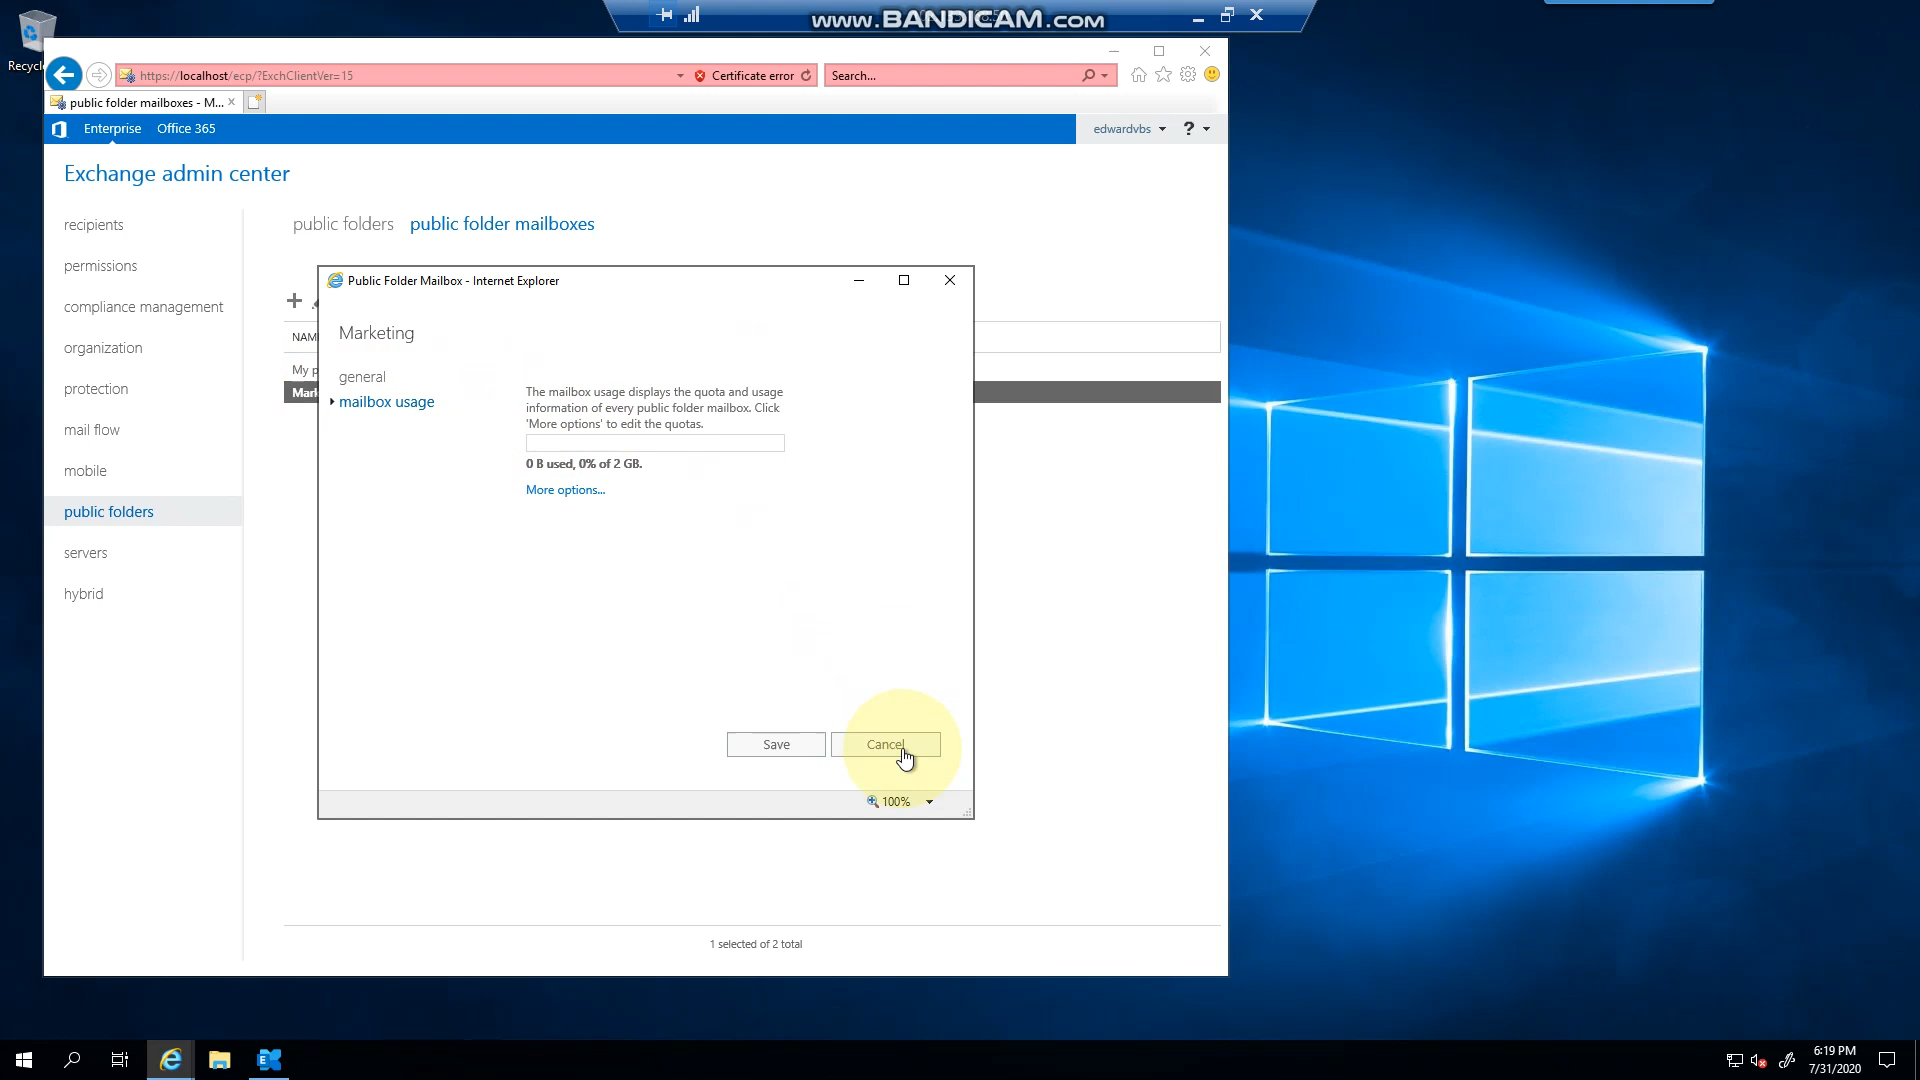 www.BANDICAM.com
Recycl
https://localhost/ecp/?ExchClientVer=15
Certificate error
Search...
public folder mailboxes - M...
Enterprise
Office 365
edwardvbs
?
Exchange admin center
recipients
permissions
compliance management
organization
protection
mail flow
mobile
public folders
servers
hybrid
public folders
public folder mailboxes
NAM
My p
Mark
Public Folder Mailbox - Internet Explorer
Marketing
general
mailbox usage
The mailbox usage displays the quota and usage
information of every public folder mailbox. Click
'More options' to edit the quotas.
0 B used, 0% of 2 GB.
More options...
Save
Cancel
100%
1 selected of 2 total
6:19 PM
7/31/2020